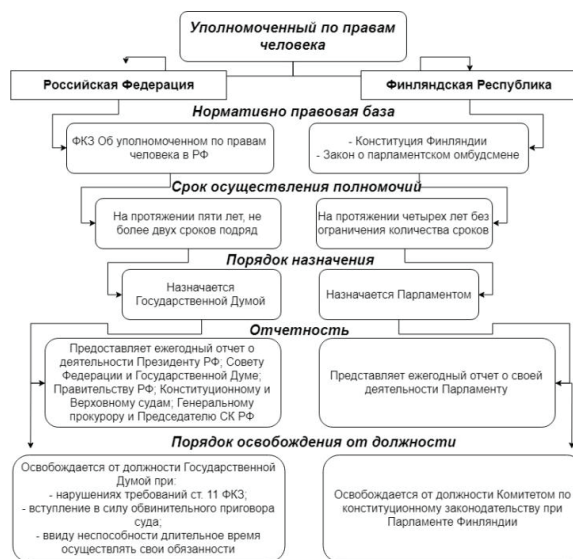 Уполномоченный по правам
человека
Российская Федерация
Финляндская Республика
Нормативно правовая база
ФКЗ Об уполномоченном по правам
человека в РФ
- Конституция Финляндии
- Закон о парламентском омбудсмене
Срок осуществления полномочий
На протяжении пяти лет, не
более двух сроков подряд
На протяжении четырех лет без
ограничения количества сроков
Порядок назначения
Назначается
Государственной Думой
Назначается Парламентом
Отчетность
Предоставляет ежегодный отчет о
деятельности Президенту РФ; Совету
Федерации и Государственной Думе;
Правительству РФ; Конституционному и
Верховному судам; Генеральному
прокурору и Председателю СК РФ
Представляет ежегодный отчет о своей
деятельности Парламенту
Порядок освобождения от должности
Освобождается от должности Государственной
Думой при:
- нарушениях требований ст. 11 ФКЗ;
- вступление в силу обвинительного приговора
суда;
- ввиду неспособности длительное время
осуществлять свои обязанности
Освобождается от должности Комитетом по
конституционному законодательству при
Парламенте Финляндии